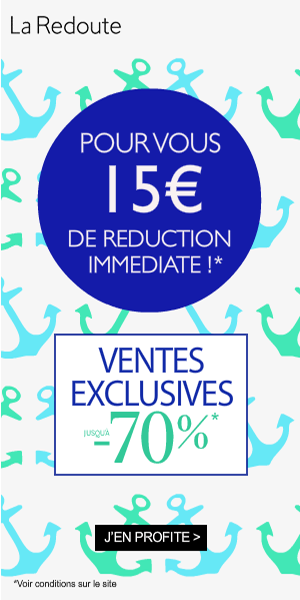 La Redoute
POUR VOUS
15€
DE REDUCTION
IMMEDIATE !*
VENTES
EXCLUSIVES
JUSQU'À
-70%*
J'EN PROFITE >
*Voir conditions sur le site